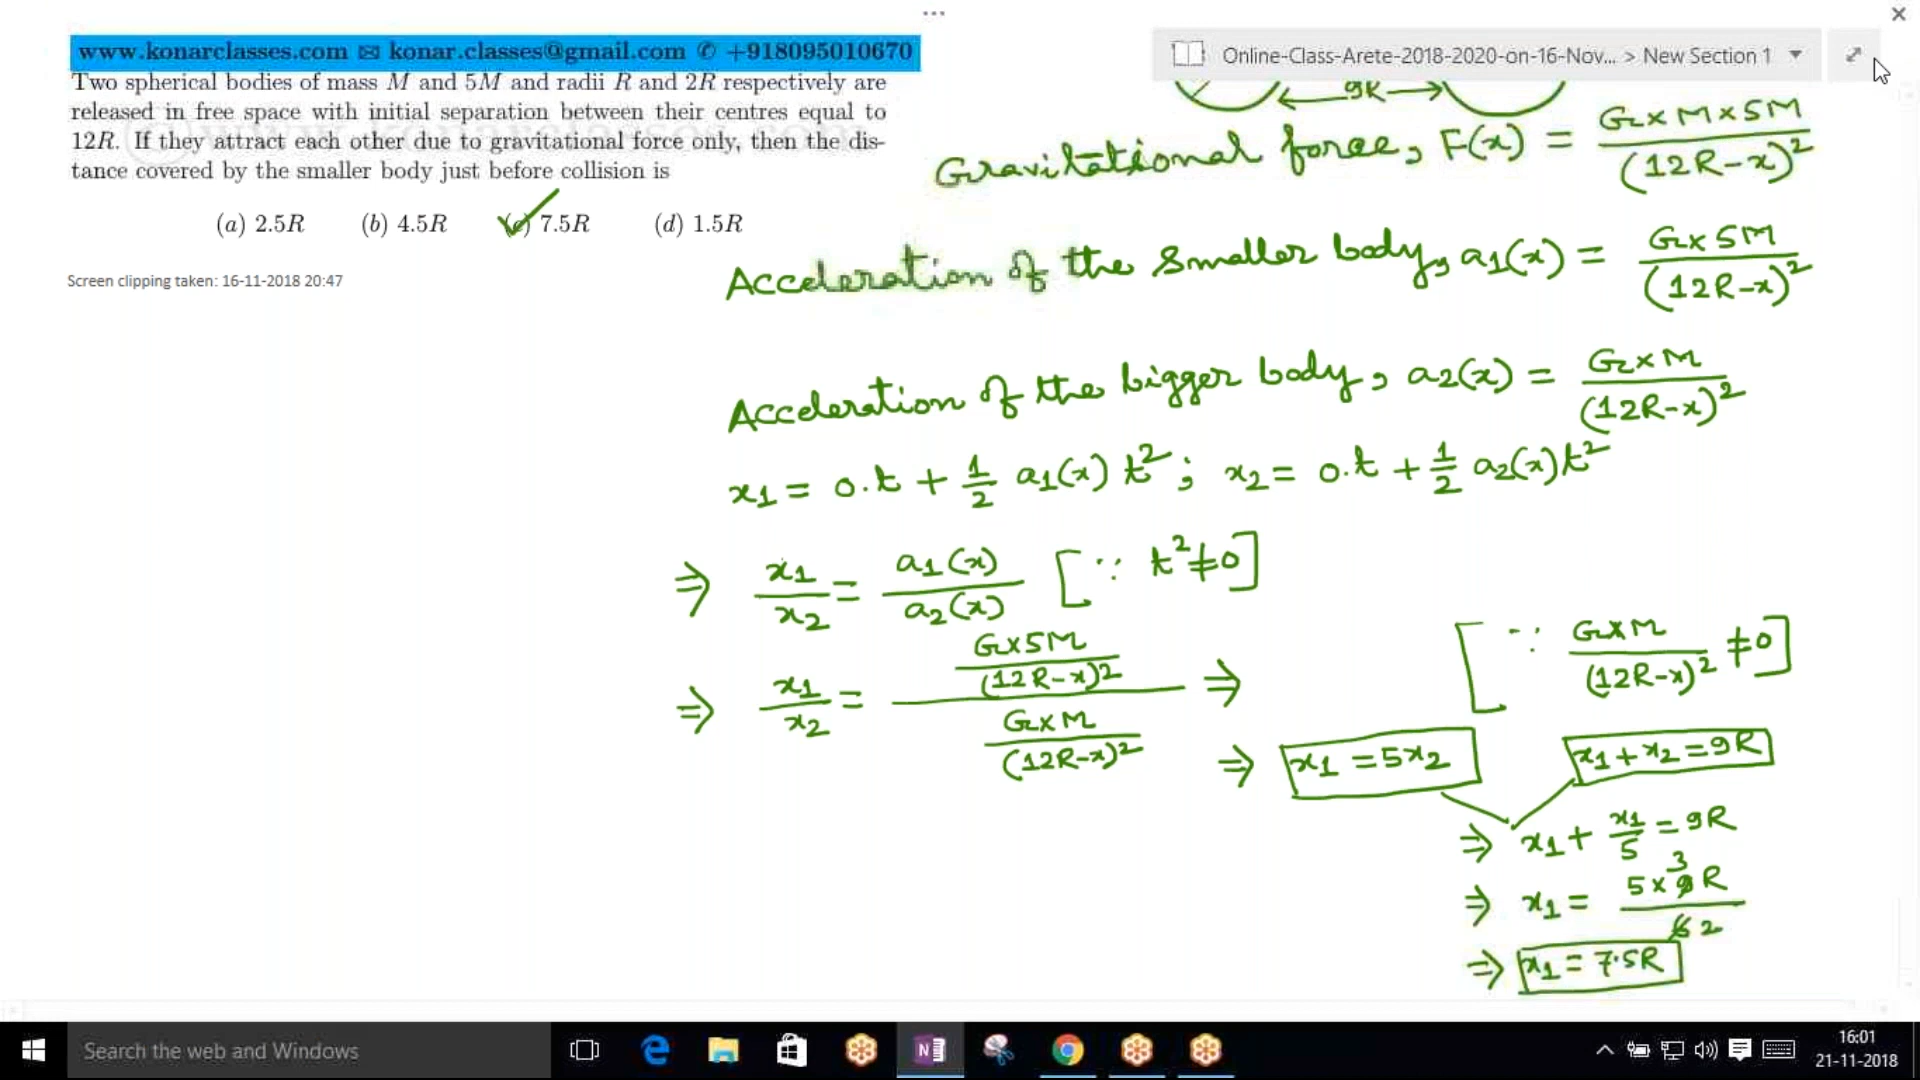 www.konarclasses.com ✉ konar.classes@gmail.com ✆ +918095010670
Two spherical bodies of mass M and 5M and radii R and 2R respectively are
released in free space with initial separation between their centres equal to
12R. If they attract each other due to gravitational force only, then the dis-
tance covered by the smaller body just before collision is
(a) 2.5R (b) 4.5R (c) 7.5R (d) 1.5R
Screen clipping taken: 16-11-2018 20:47
Online-Class-Arete-2018-2020-on-16-Nov... > New Section 1
9R
Gravitational force, F(x) = G×M×5M / (12R-x)²
Acceleration of the smaller body, a1(x) = G×5M / (12R-x)²
Acceleration of the bigger body, a2(x) = G×M / (12R-x)²
x1 = 0.t + 1/2 a1(x) t² ; x2 = 0.t + 1/2 a2(x) t²
⇒ x1/x2 = a1(x)/a2(x) [∵ t² ≠ 0]
⇒ x1/x2 = G×5M/(12R-x)² / G×M/(12R-x)² ⇒ [∵ G×M/(12R-x)² ≠ 0]
⇒ x1 = 5x2 x1 + x2 = 9R
⇒ x1 + x1/5 = 9R
⇒ x1 = 5×9R/6 3 2
⇒ x1 = 7.5R
Search the web and Windows
16:01
21-11-2018